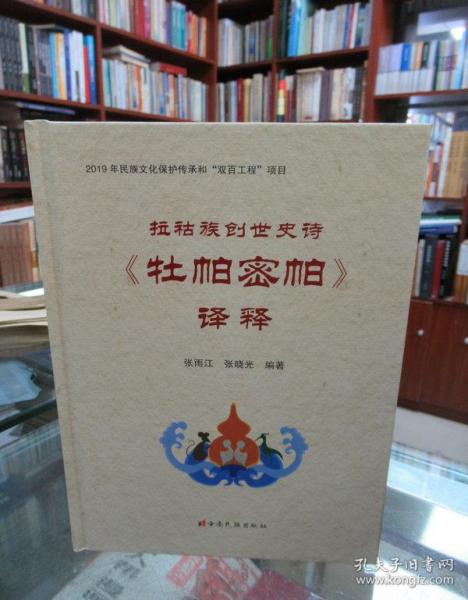 2019年民族文化保护传承和“双百工程”项目
拉祜族创世史诗
《牡帕密帕》
译释
张雨江 张晓光 编著
云南民族出版社
孔夫子旧书网
www.kongfz.com